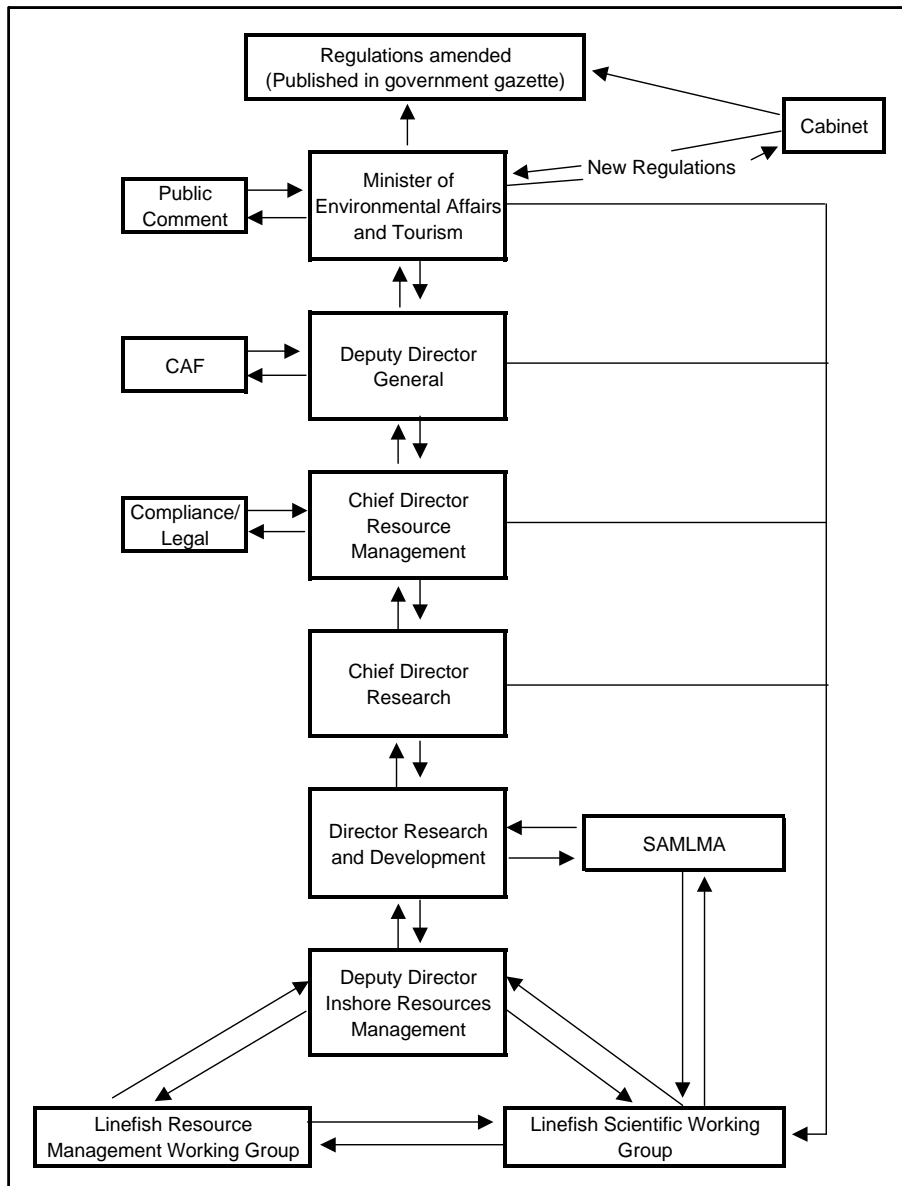 Regulations amended
(Published in government gazette)
Cabinet
New Regulations
Minister of
Environmental Affairs
and Tourism
Public
Comment
CAF
Deputy Director
General
Compliance/
Legal
Chief Director
Resource
Management
Chief Director
Research
Director Research
and Development
SAMLMA
Deputy Director
Inshore Resources
Management
Linefish Resource
Management Working Group
Linefish Scientific Working
Group